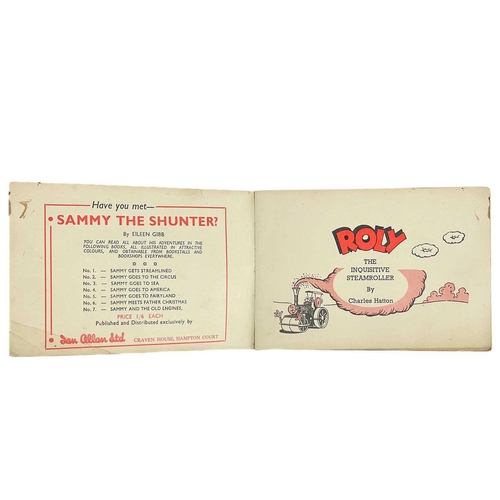 Have you met—
SAMMY THE SHUNTER?
By EILEEN GIBB
YOU CAN READ ALL ABOUT HIS ADVENTURES IN THE
FOLLOWING BOOKS, ALL ILLUSTRATED IN ATTRACTIVE
COLOURS, AND OBTAINABLE FROM BOOKSTALLS AND
BOOKSHOPS EVERYWHERE.
No. 1. — SAMMY GETS STREAMLINED
No. 2. — SAMMY GOES TO THE CIRCUS
No. 3. — SAMMY GOES TO SEA
No. 4. — SAMMY GOES TO AMERICA
No. 5. — SAMMY GOES TO FAIRYLAND
No. 6. — SAMMY MEETS FATHER CHRISTMAS
No. 7. — SAMMY AND THE OLD ENGINES,
PRICE 1/6 EACH
Published and Distributed exclusively by
Ian Allan Ltd CRAVEN HOUSE, HAMPTON COURT
ROLY
THE
INQUISITIVE
STEAMROLLER
By
Charles Hatton